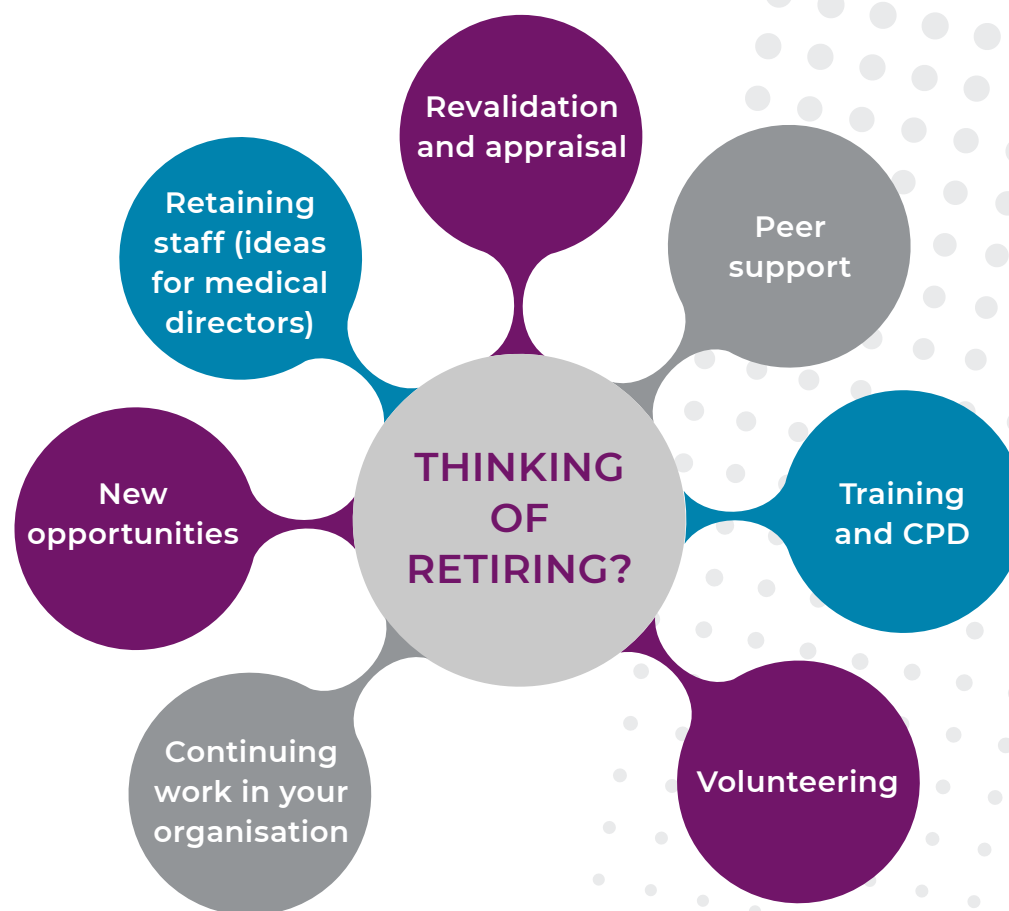 Revalidation
and appraisal
Peer
support
Training
and CPD
Volunteering
Continuing
work in your
organisation
New
opportunities
Retaining
staff (ideas
for medical
directors)
THINKING
OF
RETIRING?